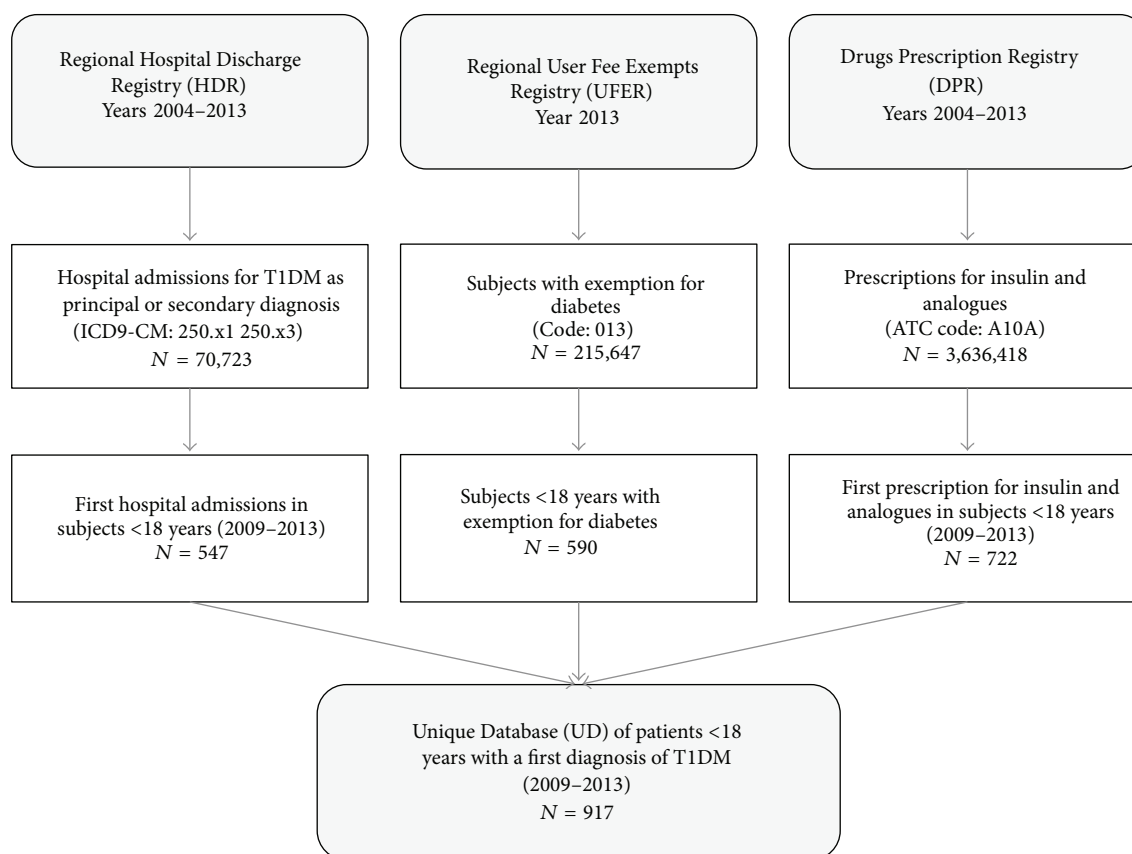 Regional Hospital Discharge
Registry (HDR)
Years 2004–2013
Regional User Fee Exempts
Registry (UFER)
Year 2013
Drugs Prescription Registry
(DPR)
Years 2004–2013
Hospital admissions for T1DM as
principal or secondary diagnosis
(ICD9-CM: 250.x1 250.x3)
N = 70,723
Subjects with exemption for
diabetes
(Code: 013)
N = 215,647
Prescriptions for insulin and
analogues
(ATC code: A10A)
N = 3,636,418
First hospital admissions in
subjects <18 years (2009–2013)
N = 547
Subjects <18 years with
exemption for diabetes
N = 590
First prescription for insulin and
analogues in subjects <18 years
(2009–2013)
N = 722
Unique Database (UD) of patients <18
years with a first diagnosis of T1DM
(2009–2013)
N = 917